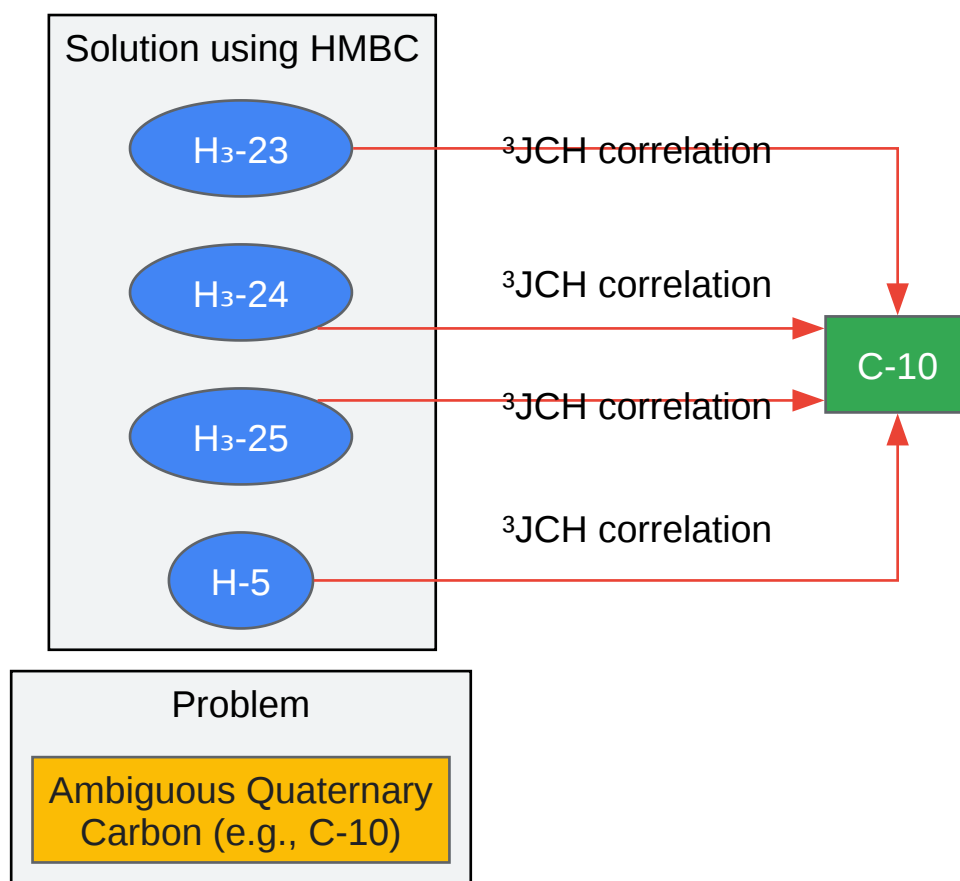 Solution using HMBC
H₃-23
³JCH correlation
H₃-24
³JCH correlation
C-10
H₃-25
³JCH correlation
H-5
³JCH correlation
Problem
Ambiguous Quaternary
Carbon (e.g., C-10)